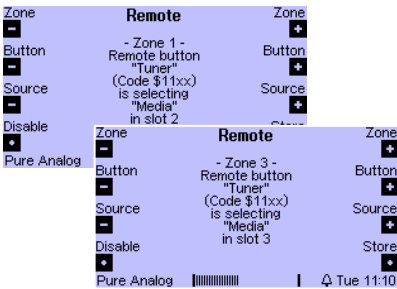 Zone Remote Zone
- Zone 1 -
Button Remote button Button
"Tuner"
(Code $11xx)
Source is selecting Source
"Media"
in slot 2
Disable Store
Pure Analog
Zone Remote Zone
- Zone 3 -
Button Remote button Button
"Tuner"
(Code $11xx)
Source is selecting Source
"Media"
in slot 3
Disable Store
Pure Analog Tue 11:10